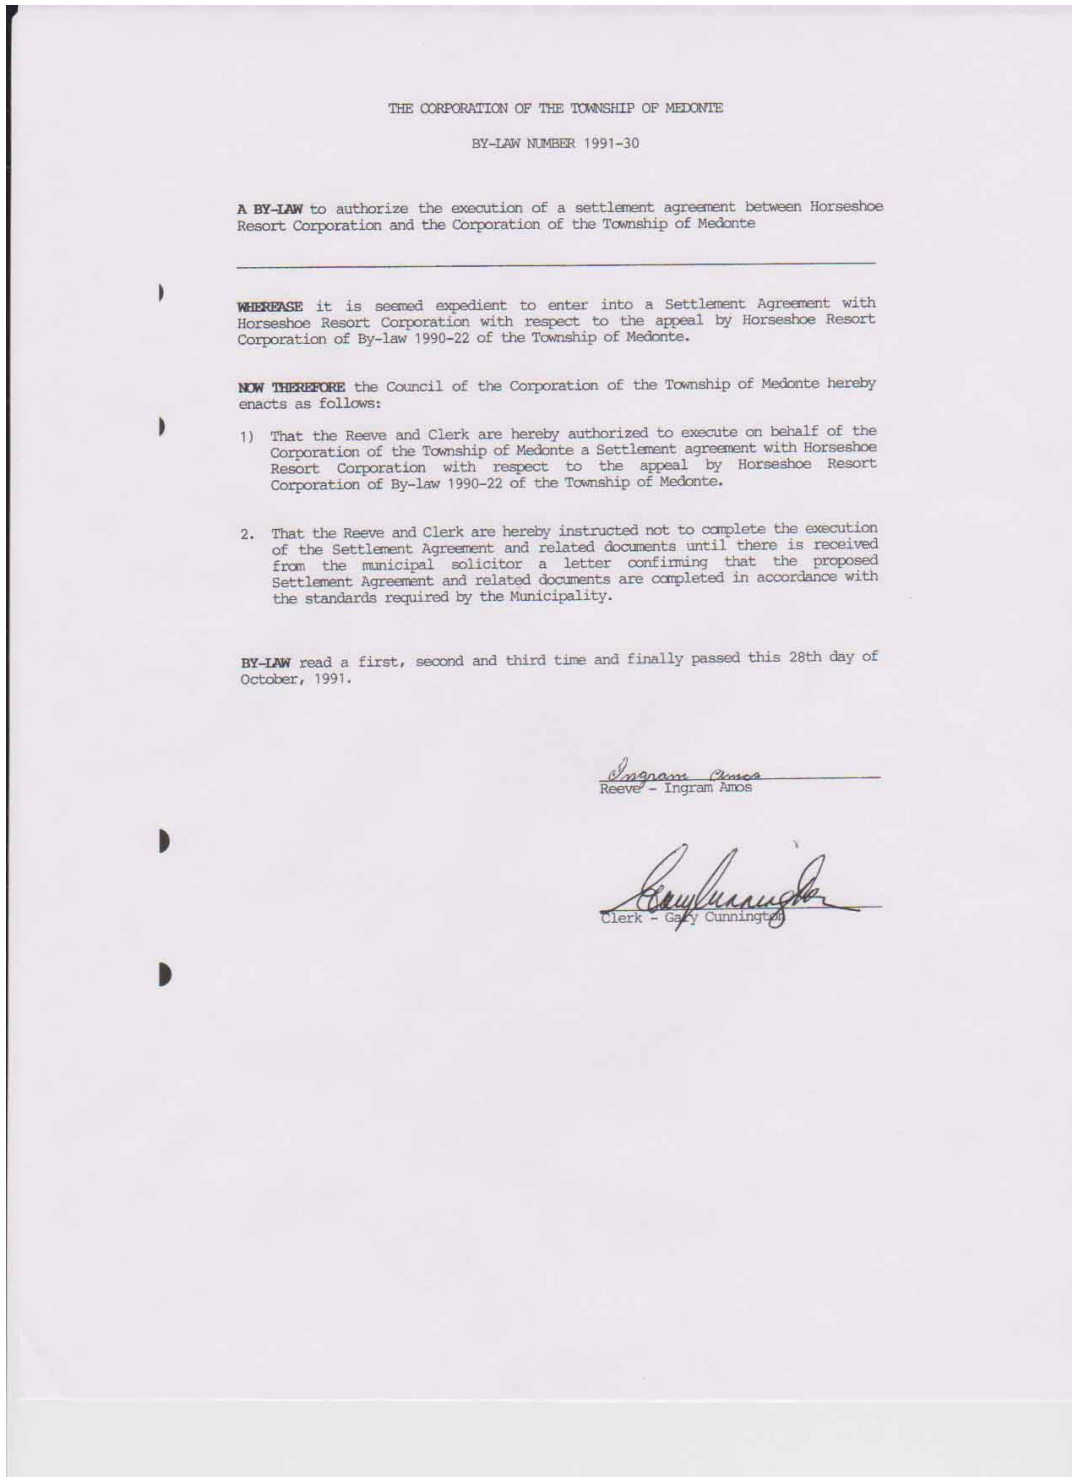 THE CORPORATION OF THE TOWNSHIP OF MEDONTE
BY-LAW NUMBER 1991-30
A BY-LAW to authorize the execution of a settlement agreement between Horseshoe
Resort Corporation and the Corporation of the Township of Medonte
WHEREASE it is seemed expedient to enter into a Settlement Agreement with
Horseshoe Resort Corporation with respect to the appeal by Horseshoe Resort
Corporation of By-law 1990-22 of the Township of Medonte.
NOW THEREFORE the Council of the Corporation of the Township of Medonte hereby
enacts as follows:
1) That the Reeve and Clerk are hereby authorized to execute on behalf of the
Corporation of the Township of Medonte a Settlement agreement with Horseshoe
Resort Corporation with respect to the appeal by Horseshoe Resort
Corporation of By-law 1990-22 of the Township of Medonte.
2. That the Reeve and Clerk are hereby instructed not to complete the execution
of the Settlement Agreement and related documents until there is received
from the municipal solicitor a letter confirming that the proposed
Settlement Agreement and related documents are completed in accordance with
the standards required by the Municipality.
BY-LAW read a first, second and third time and finally passed this 28th day of
October, 1991.
Ingram Amos
Reeve - Ingram Amos
Gary Cunnington
Clerk - Gary Cunnington